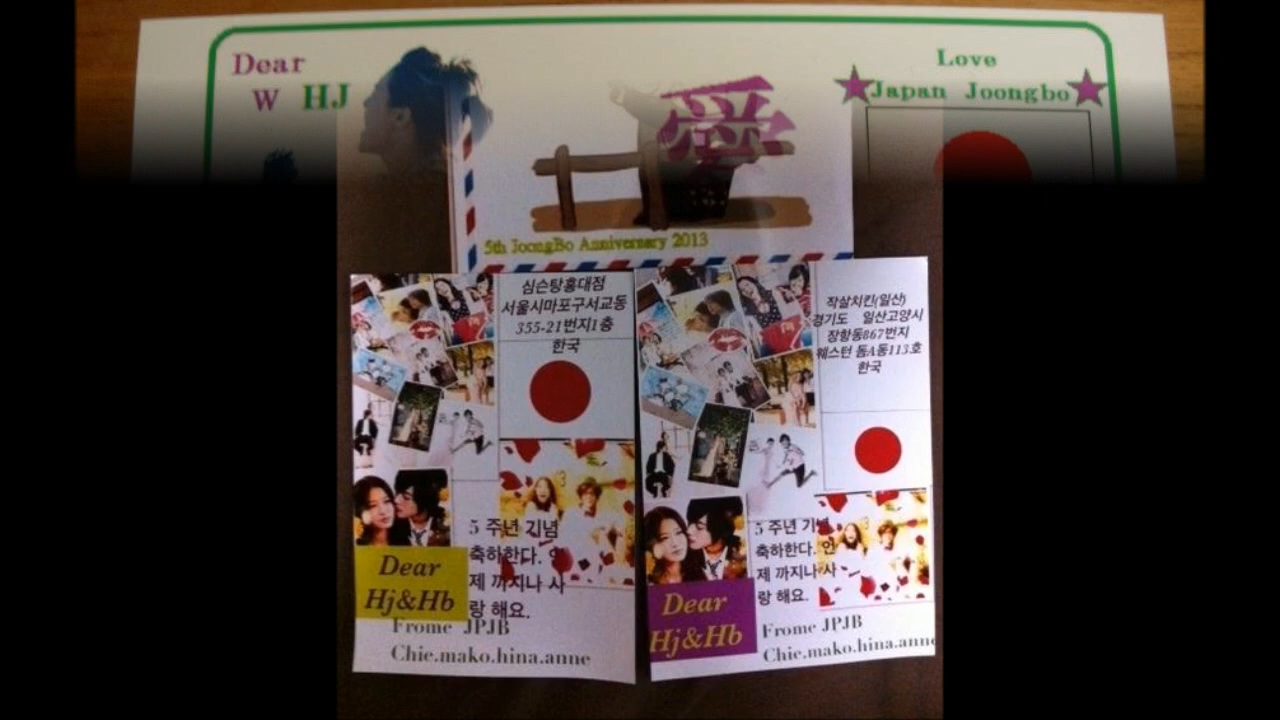 Dear
W HJ
愛
Love
Japan Joongbo
5th JoongBo Anniversary 2013
심슨탕홍대점
서울시마포구서교동
355-21번지1층
한국
5 주년 기념
축하한다. 언
제 까지나 사
랑 해요.
Dear
Hj&Hb
Frome JPJB
Chie.mako.hina.anne
작살치킨(일산)
경기도 일산고양시
장항동867번지
웨스턴 돔A동113호
한국
5 주년 기념
축하한다. 언
제 까지나 사
랑 해요.
Dear
Hj&Hb
Frome JPJB
Chie.mako.hina.anne